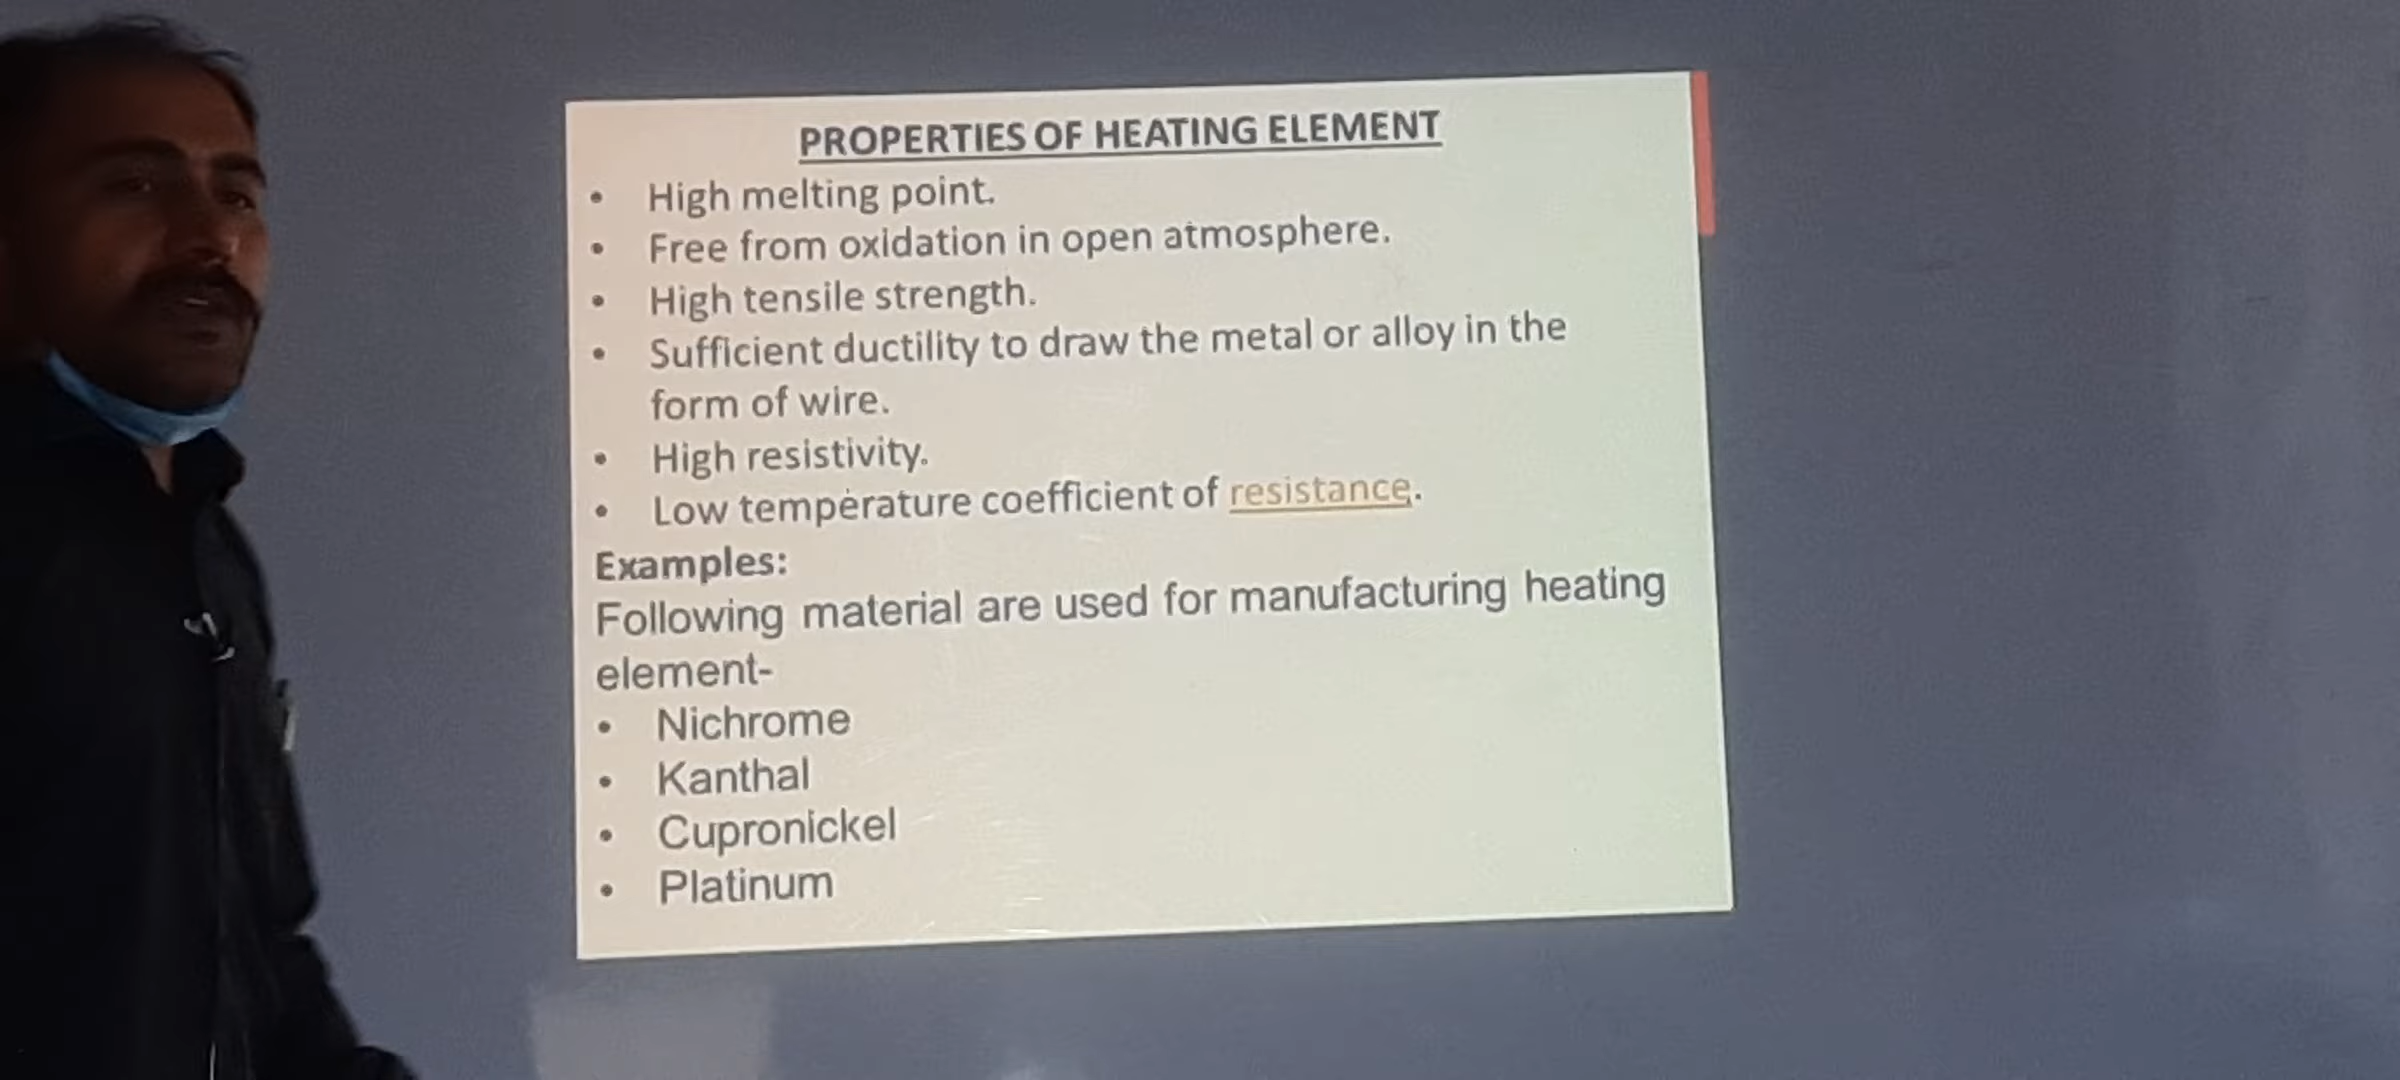 PROPERTIES OF HEATING ELEMENT
• High melting point.
• Free from oxidation in open atmosphere.
• High tensile strength.
• Sufficient ductility to draw the metal or alloy in the
form of wire.
• High resistivity.
• Low temperature coefficient of resistance.
Examples:
Following material are used for manufacturing heating
element-
• Nichrome
• Kanthal
• Cupronickel
• Platinum